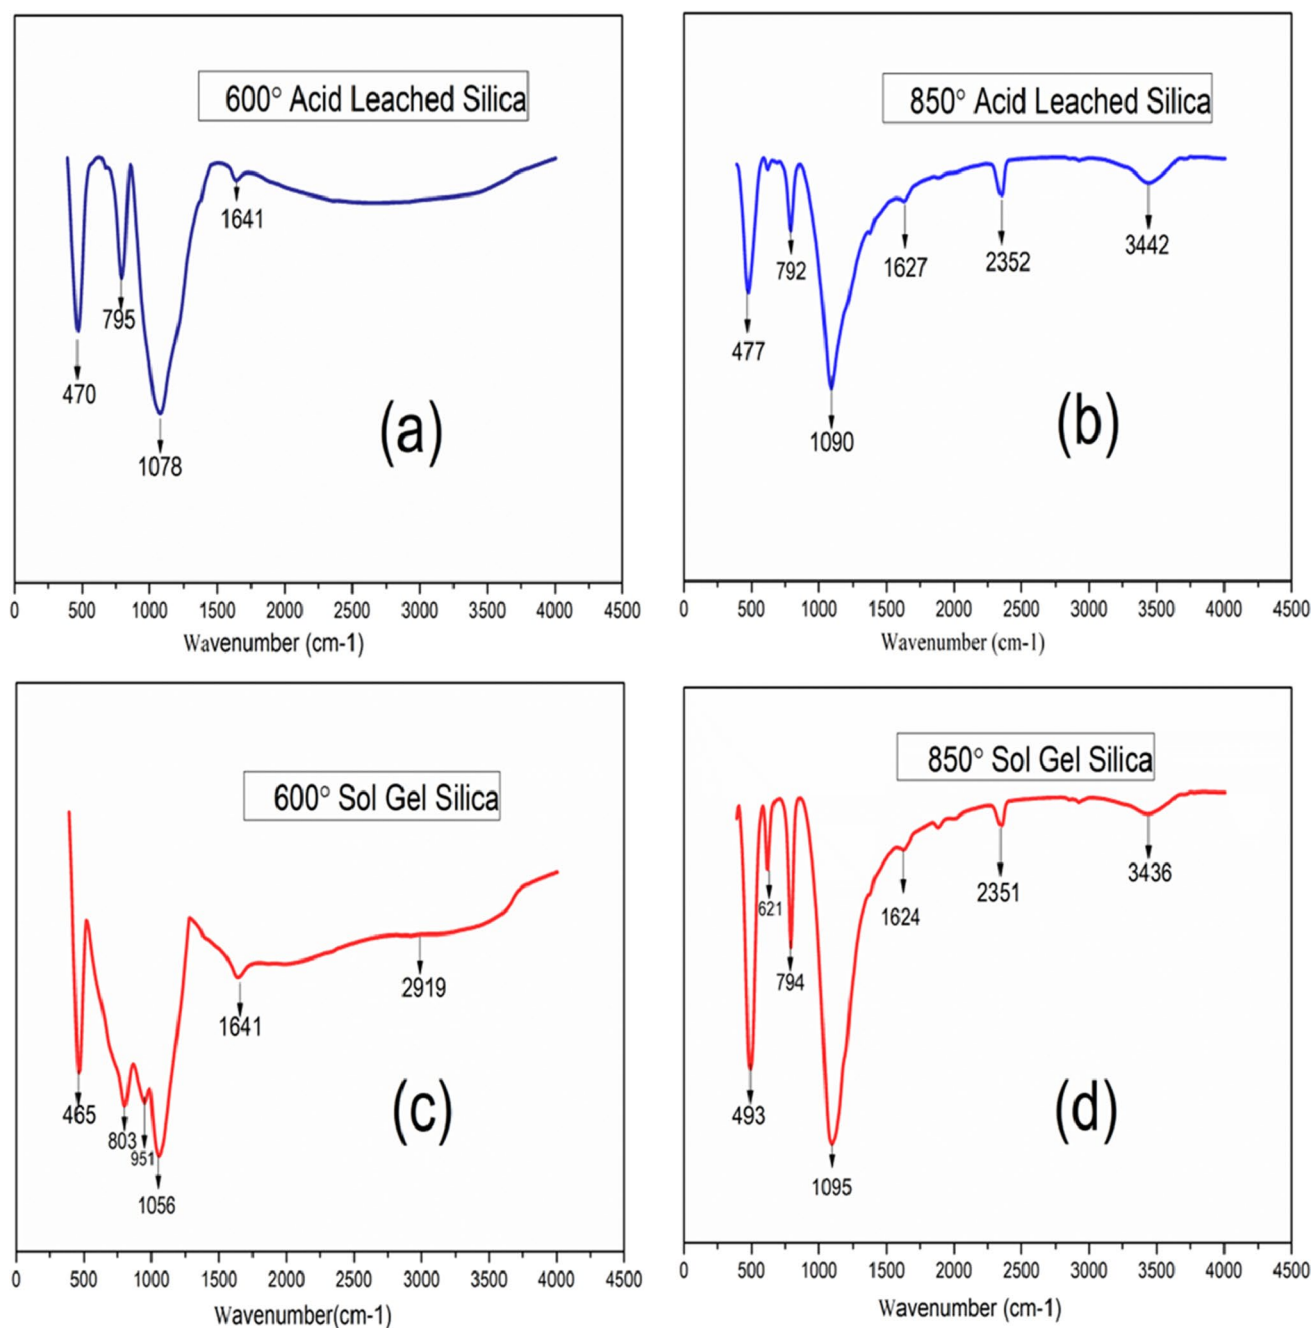 600° Acid Leached Silica
1641
795
470
1078
(a)
0 500 1000 1500 2000 2500 3000 3500 4000 4500
Wavenumber (cm-1)
850° Acid Leached Silica
792
1627
2352
3442
477
1090
(b)
0 500 1000 1500 2000 2500 3000 3500 4000 4500
Wavenumber (cm-1)
600° Sol Gel Silica
2919
1641
465
803
951
1056
(c)
0 500 1000 1500 2000 2500 3000 3500 4000 4500
Wavenumber(cm-1)
850° Sol Gel Silica
621
1624
2351
3436
794
493
1095
(d)
0 500 1000 1500 2000 2500 3000 3500 4000 4500
Wavenumber (cm-1)